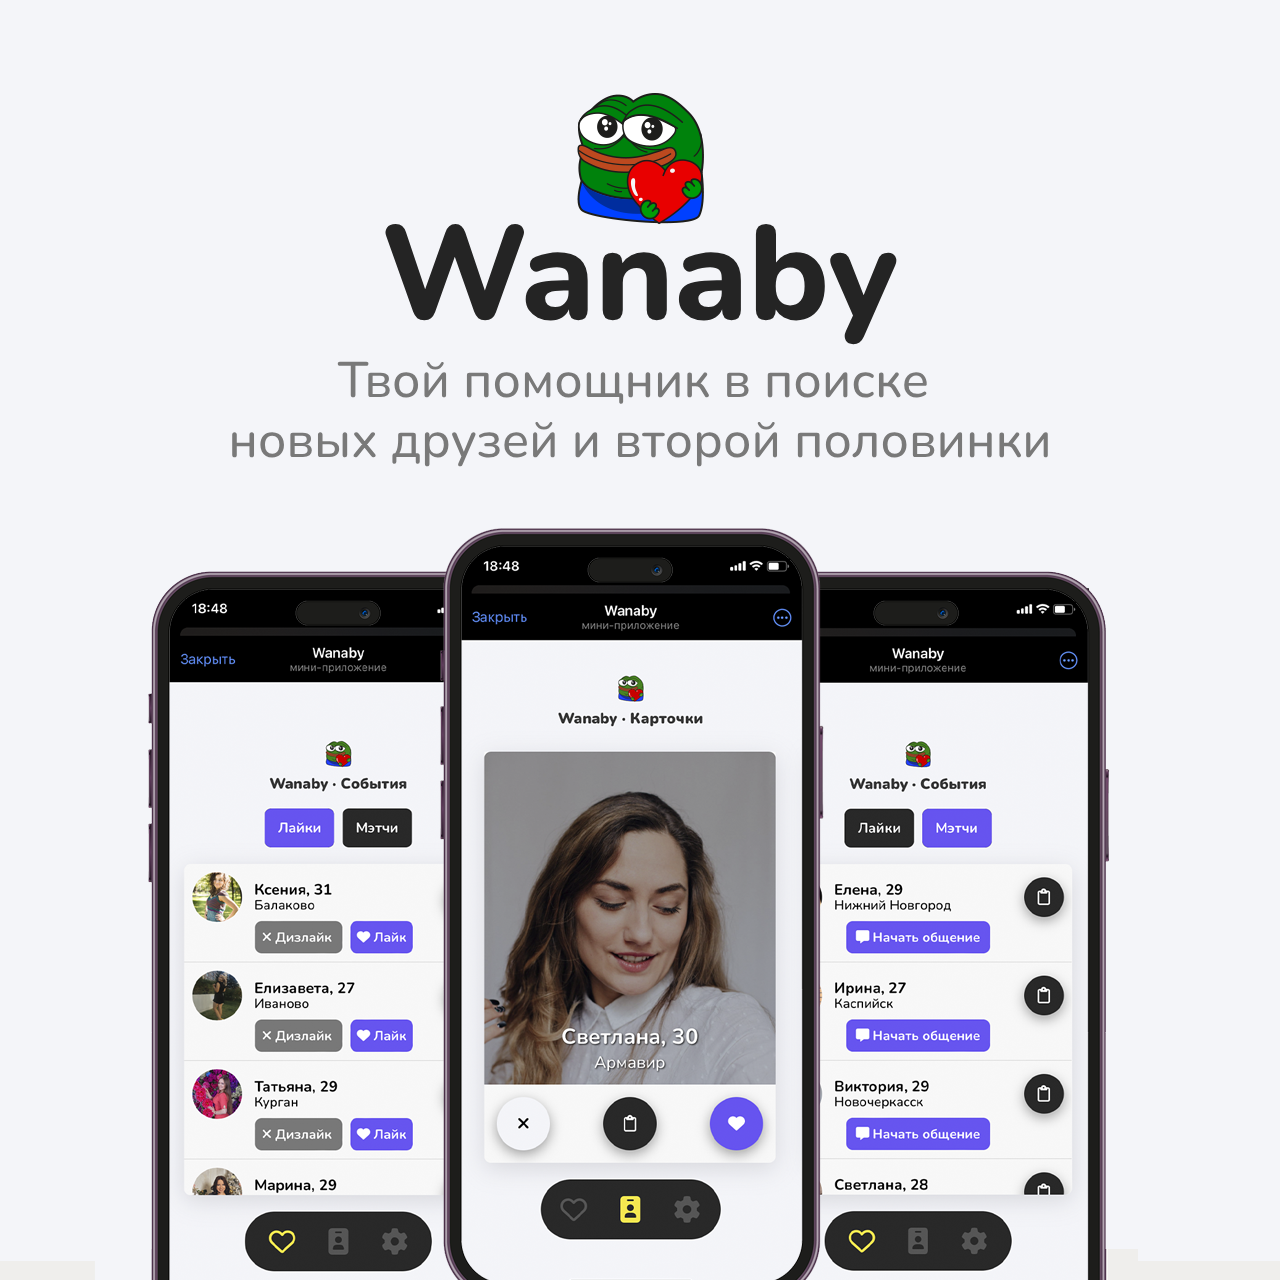 Wanaby
Твой помощник в поиске
новых друзей и второй половинки
18:48
Закрыть
Wanaby
мини-приложение
Wanaby · События
Лайки
Мэтчи
Ксения, 31
Балаково
Дизлайк
Лайк
Елизавета, 27
Иваново
Дизлайк
Лайк
Татьяна, 29
Курган
Дизлайк
Лайк
Марина, 29
18:48
Закрыть
Wanaby
мини-приложение
Wanaby · Карточки
Светлана, 30
Армавир
Wanaby
мини-приложение
Wanaby · События
Лайки
Мэтчи
Елена, 29
Нижний Новгород
Начать общение
Ирина, 27
Каспийск
Начать общение
Виктория, 29
Новочеркасск
Начать общение
Светлана, 28